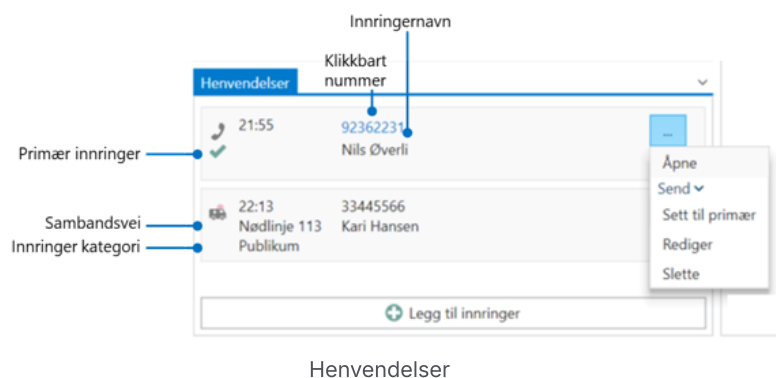 Innringernavn
Klikkbart
nummer
Henvendelser
21:55
92362231
...
Primær innringer
Nils Øverli
Åpne
Send
22:13
33445566
Sett til primær
Sambandsvei
Nødlinje 113
Kari Hansen
Innringer kategori
Publikum
Rediger
Slette
Legg til innringer
Henvendelser